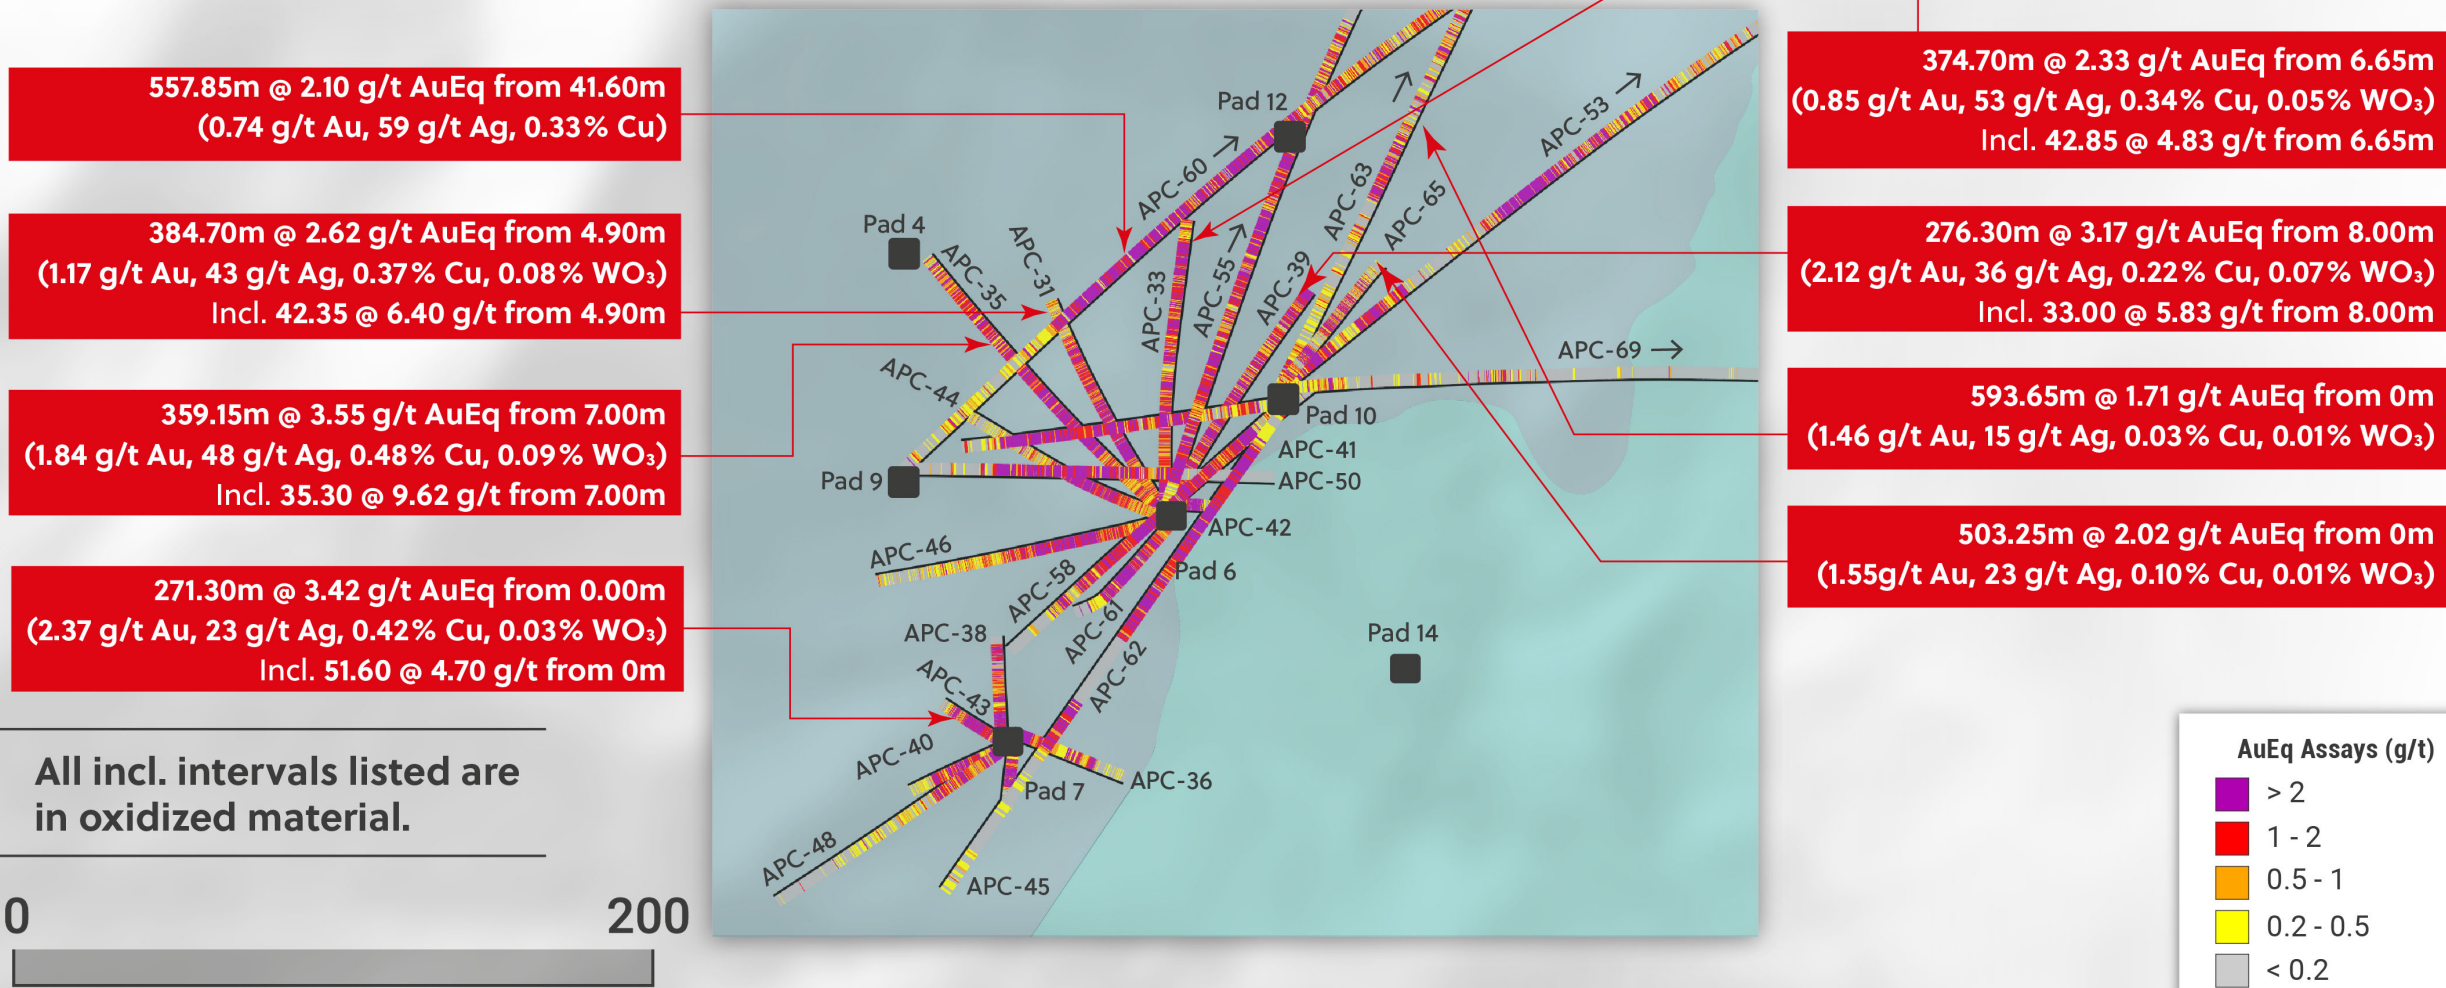 557.85m @ 2.10 g/t AuEq from 41.60m
(0.74 g/t Au, 59 g/t Ag, 0.33% Cu)
384.70m @ 2.62 g/t AuEq from 4.90m
(1.17 g/t Au, 43 g/t Ag, 0.37% Cu, 0.08% WO₃)
Incl. 42.35 @ 6.40 g/t from 4.90m
359.15m @ 3.55 g/t AuEq from 7.00m
(1.84 g/t Au, 48 g/t Ag, 0.48% Cu, 0.09% WO₃)
Incl. 35.30 @ 9.62 g/t from 7.00m
271.30m @ 3.42 g/t AuEq from 0.00m
(2.37 g/t Au, 23 g/t Ag, 0.42% Cu, 0.03% WO₃)
Incl. 51.60 @ 4.70 g/t from 0m
All incl. intervals listed are
in oxidized material.
0
200
Pad 12
APC-60
APC-53
Pad 4
APC-35
APC-31
APC-33
APC-55
APC-39
APC-63
APC-65
APC-69
APC-44
Pad 10
APC-41
Pad 9
APC-50
APC-42
APC-46
Pad 6
APC-58
APC-61
APC-62
APC-38
Pad 14
APC-43
APC-40
Pad 7
APC-36
APC-48
APC-45
374.70m @ 2.33 g/t AuEq from 6.65m
(0.85 g/t Au, 53 g/t Ag, 0.34% Cu, 0.05% WO₃)
Incl. 42.85 @ 4.83 g/t from 6.65m
276.30m @ 3.17 g/t AuEq from 8.00m
(2.12 g/t Au, 36 g/t Ag, 0.22% Cu, 0.07% WO₃)
Incl. 33.00 @ 5.83 g/t from 8.00m
593.65m @ 1.71 g/t AuEq from 0m
(1.46 g/t Au, 15 g/t Ag, 0.03% Cu, 0.01% WO₃)
503.25m @ 2.02 g/t AuEq from 0m
(1.55g/t Au, 23 g/t Ag, 0.10% Cu, 0.01% WO₃)
AuEq Assays (g/t)
> 2
1 - 2
0.5 - 1
0.2 - 0.5
< 0.2